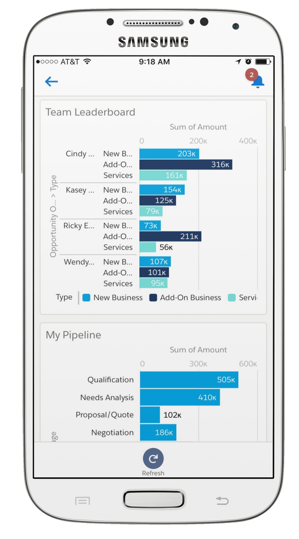 SAMSUNG
AT&T 9:18 AM
2
Team Leaderboard
Sum of Amount
0 200K 400K
Opportunity O... > Type
Cindy ... New B... 203K
Add-O... 316K
Services 161K
Kasey ... New B... 154K
Add-O... 125K
Services 79K
Ricky E... New B... 73K
Add-O... 211K
Services 56K
Wendy... New B... 107K
Add-O... 101K
Services 95K
Type New Business Add-On Business Servi
My Pipeline
Sum of Amount
0 300K 600K
Qualification 505K
Needs Analysis 410K
Proposal/Quote 102K
Negotiation 186K
age
Refresh